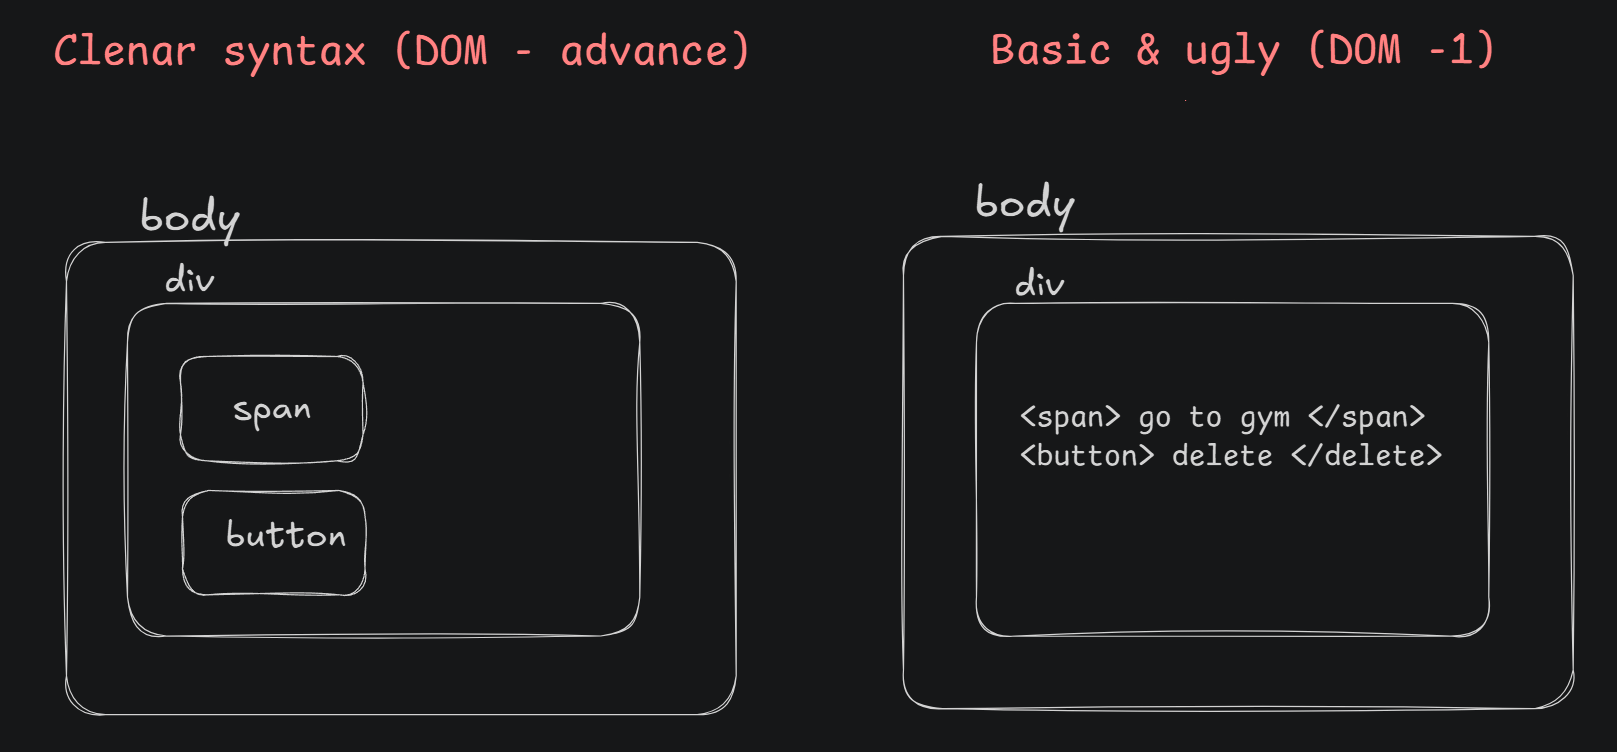 Clenar syntax (DOM - advance)
body
div
span
button
Basic & ugly (DOM -1)
body
div
<span> go to gym </span>
<button> delete </delete>